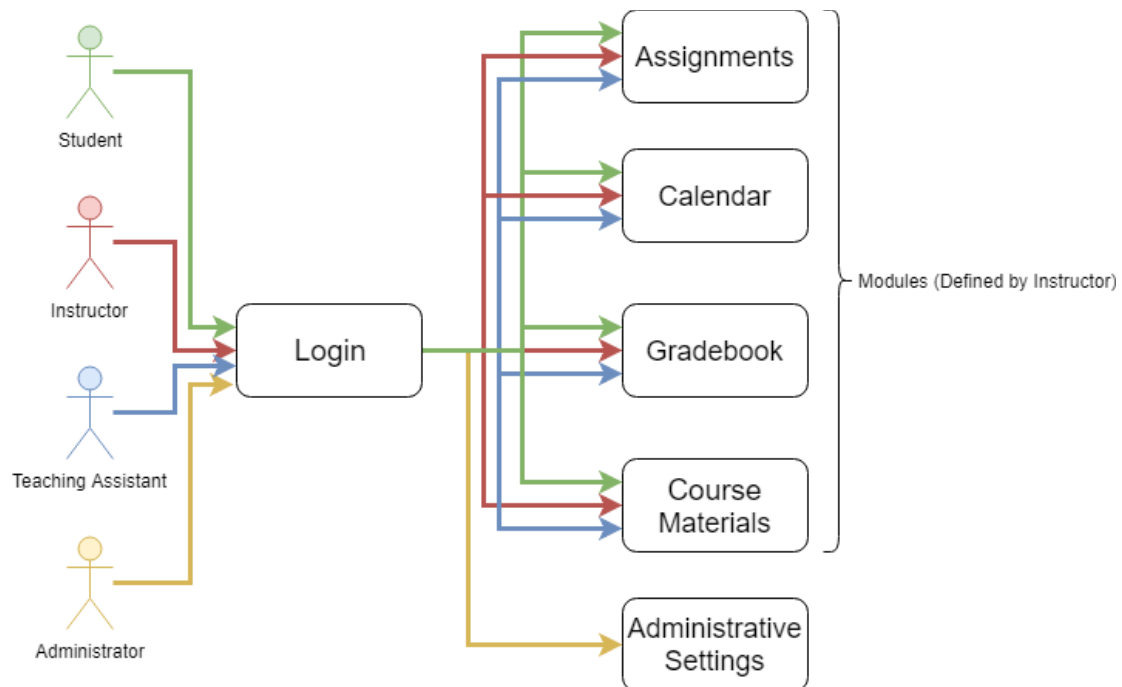 Student
Instructor
Teaching Assistant
Administrator
Login
Assignments
Calendar
Gradebook
Course
Materials
Administrative
Settings
Modules (Defined by Instructor)